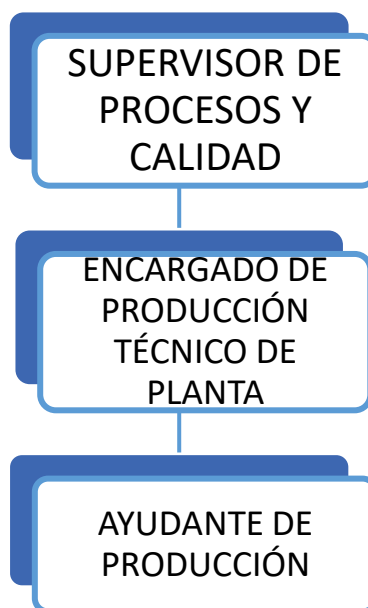 SUPERVISOR DE
PROCESOS Y
CALIDAD
ENCARGADO DE
PRODUCCIÓN
TÉCNICO DE
PLANTA
AYUDANTE DE
PRODUCCIÓN